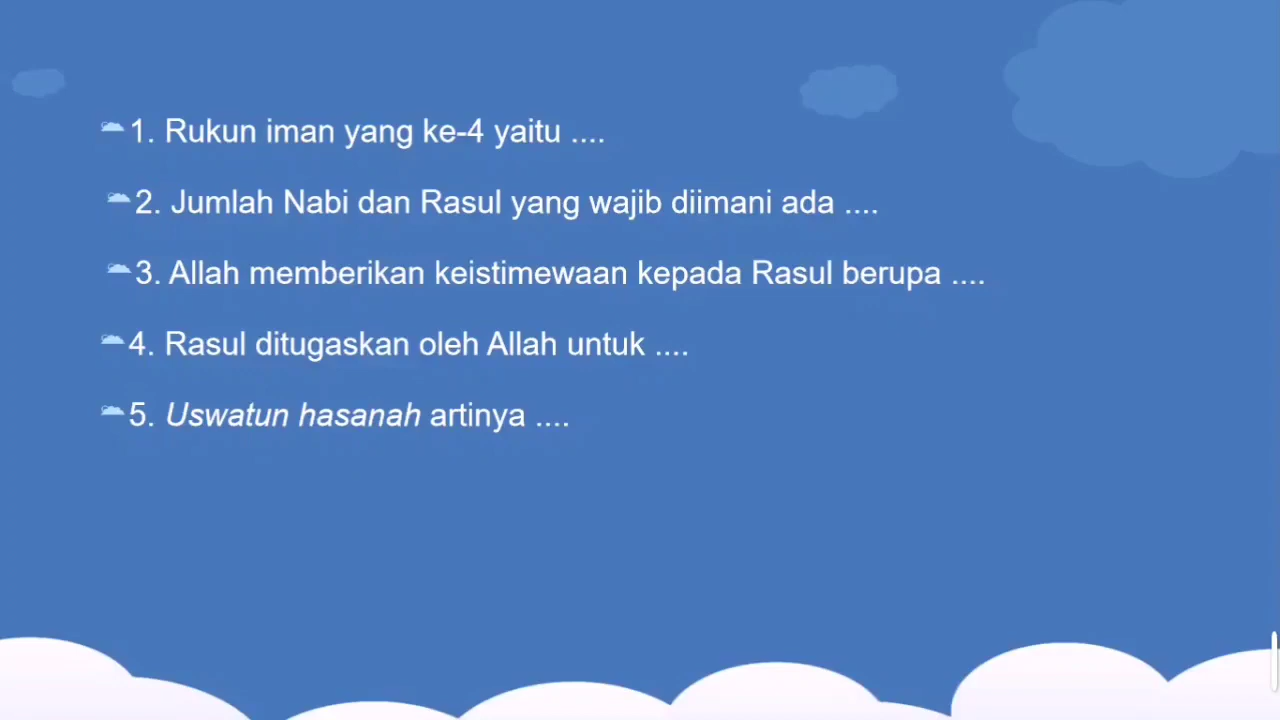 1. Rukun iman yang ke-4 yaitu ....
2. Jumlah Nabi dan Rasul yang wajib diimani ada ....
3. Allah memberikan keistimewaan kepada Rasul berupa ....
4. Rasul ditugaskan oleh Allah untuk ....
5. Uswatun hasanah artinya ....